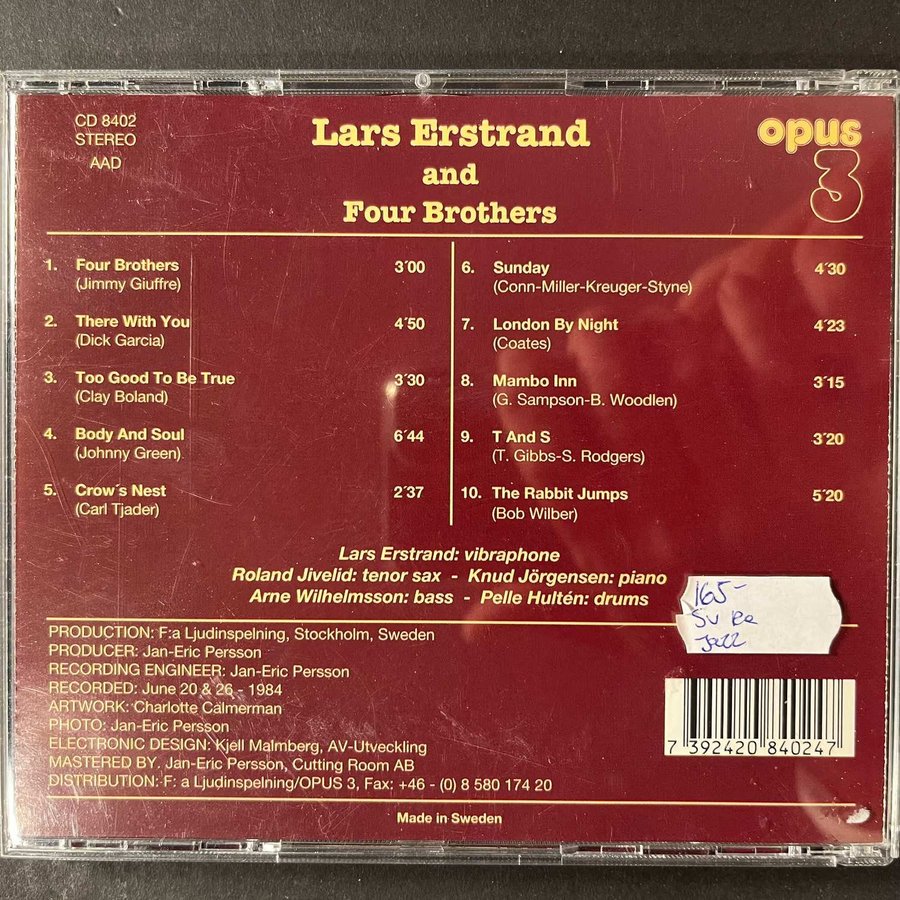 CD 8402
STEREO
AAD
Lars Erstrand
and
Four Brothers
opus
3
1. Four Brothers 3´00
(Jimmy Giuffre)
2. There With You 4´50
(Dick Garcia)
3. Too Good To Be True 3´30
(Clay Boland)
4. Body And Soul 6´44
(Johnny Green)
5. Crow´s Nest 2´37
(Carl Tjader)
6. Sunday 4´30
(Conn-Miller-Kreuger-Styne)
7. London By Night 4´23
(Coates)
8. Mambo Inn 3´15
(G. Sampson-B. Woodlen)
9. T And S 3´20
(T. Gibbs-S. Rodgers)
10. The Rabbit Jumps 5´20
(Bob Wilber)
Lars Erstrand: vibraphone
Roland Jivelid: tenor sax - Knud Jörgensen: piano
Arne Wilhelmsson: bass - Pelle Hultén: drums
165-
Sv
Jazz
PRODUCTION: F:a Ljudinspelning, Stockholm, Sweden
PRODUCER: Jan-Eric Persson
RECORDING ENGINEER: Jan-Eric Persson
RECORDED: June 20 & 26 - 1984
ARTWORK: Charlotte Calmerman
PHOTO: Jan-Eric Persson
ELECTRONIC DESIGN: Kjell Malmberg, AV-Utveckling
MASTERED BY. Jan-Eric Persson, Cutting Room AB
DISTRIBUTION: F: a Ljudinspelning/OPUS 3, Fax: +46 - (0) 8 580 174 20
7 392420 840247
Made in Sweden